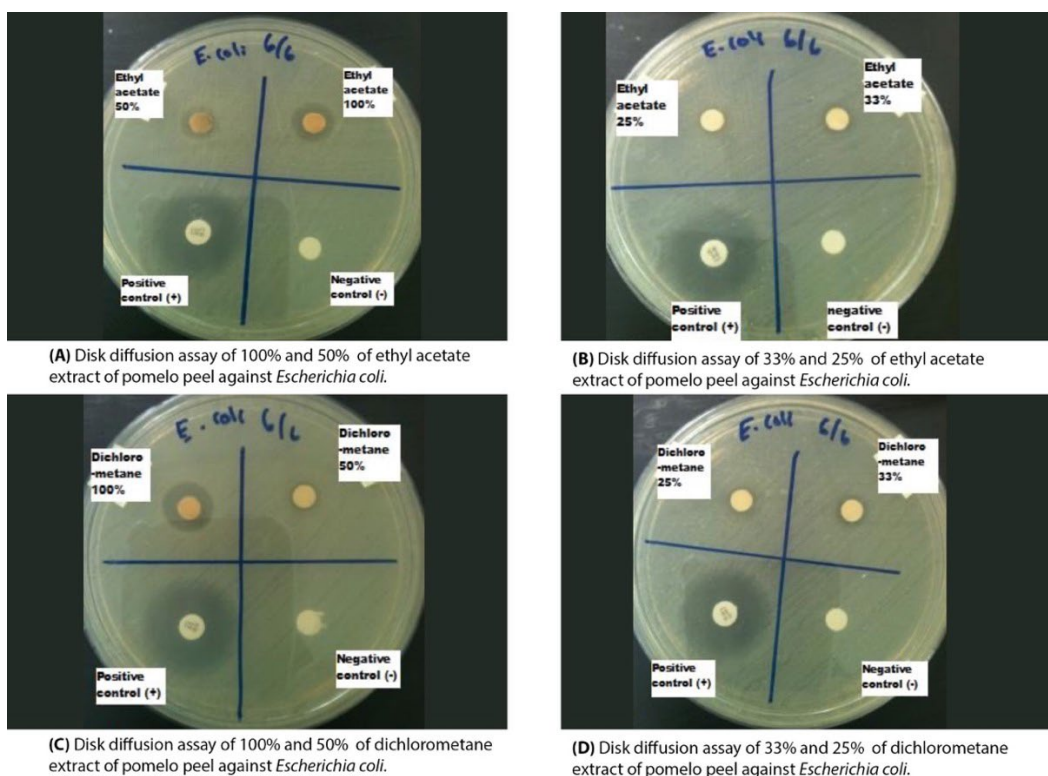 E. coli 6/6
Ethyl
acetate
50%
Ethyl
acetate
100%
Positive
control (+)
Negative
control (-)
(A) Disk diffusion assay of 100% and 50% of ethyl acetate
extract of pomelo peel against Escherichia coli.
E. coli 6/6
Ethyl
acetate
25%
Ethyl
acetate
33%
Positive
control (+)
negative
control (-)
(B) Disk diffusion assay of 33% and 25% of ethyl acetate
extract of pomelo peel against Escherichia coli.
E. coli 6/6
Dichloro
-metane
100%
Dichloro
-metane
50%
Positive
control (+)
Negative
control (-)
(C) Disk diffusion assay of 100% and 50% of dichlorometane
extract of pomelo peel against Escherichia coli.
E. coli 6/6
Dichloro
-metane
25%
Dichloro
-metane
33%
Positive
control (+)
Negative
control (-)
(D) Disk diffusion assay of 33% and 25% of dichlorometane
extract of pomelo peel against Escherichia coli.